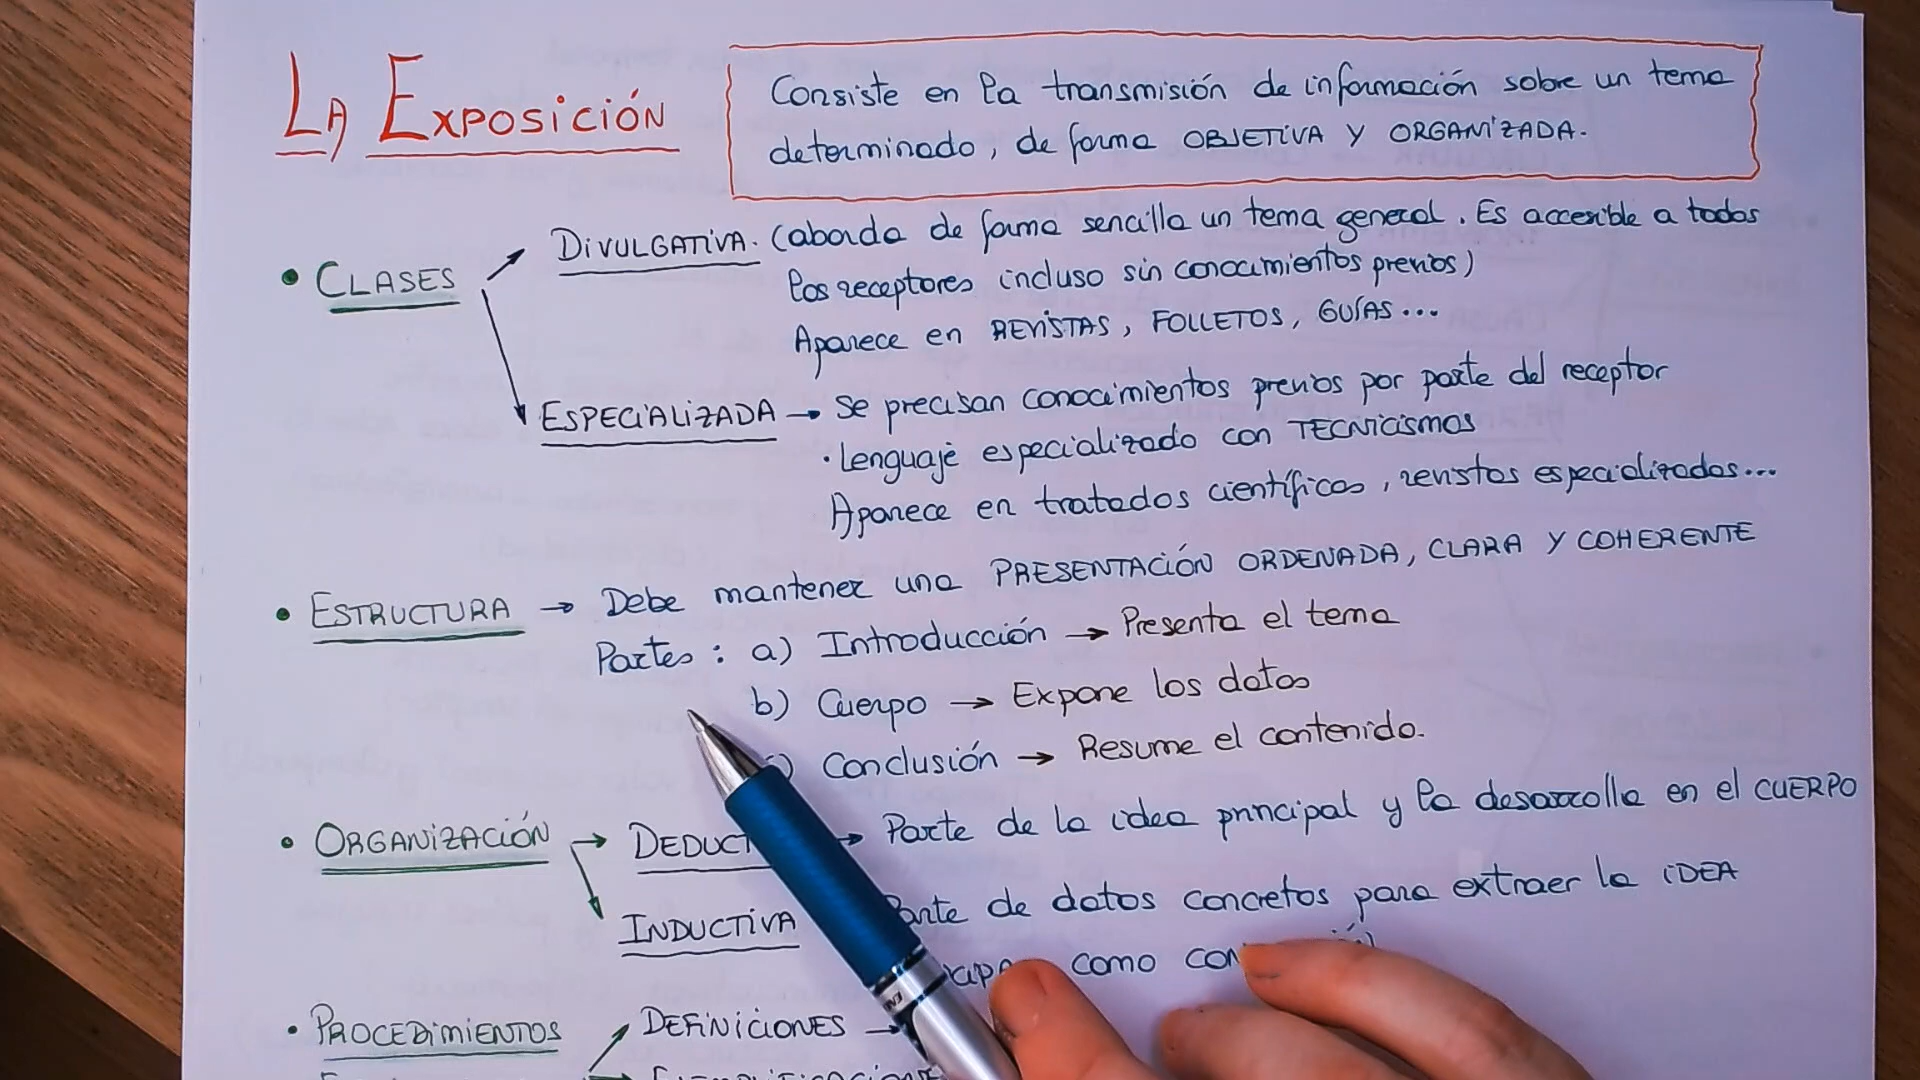 LA EXPOSICIÓN
Consiste en la transmisión de información sobre un tema
determinado, de forma OBJETIVA Y ORGANIZADA.
• CLASES
DIVULGATIVA. (aborda de forma sencilla un tema general. Es accesible a todos
los receptores incluso sin conocimientos previos)
Aparece en REVISTAS, FOLLETOS, GUÍAS...
ESPECIALIZADA → Se precisan conocimientos previos por parte del receptor
· Lenguaje especializado con TECNICISMOS
Aparece en tratados científicos, revistas especializadas...
• ESTRUCTURA → Debe mantener una PRESENTACIÓN ORDENADA, CLARA Y COHERENTE
Partes: a) Introducción → Presenta el tema
b) Cuerpo → Expone los datos
) Conclusión → Resume el contenido.
• ORGANIZACIÓN → DEDUCT → Parte de la idea principal y la desarrolla en el CUERPO
INDUCTIVA Parte de datos concretos para extraer la IDEA
como con
• PROCEDIMIENTOS DEFINICIONES →